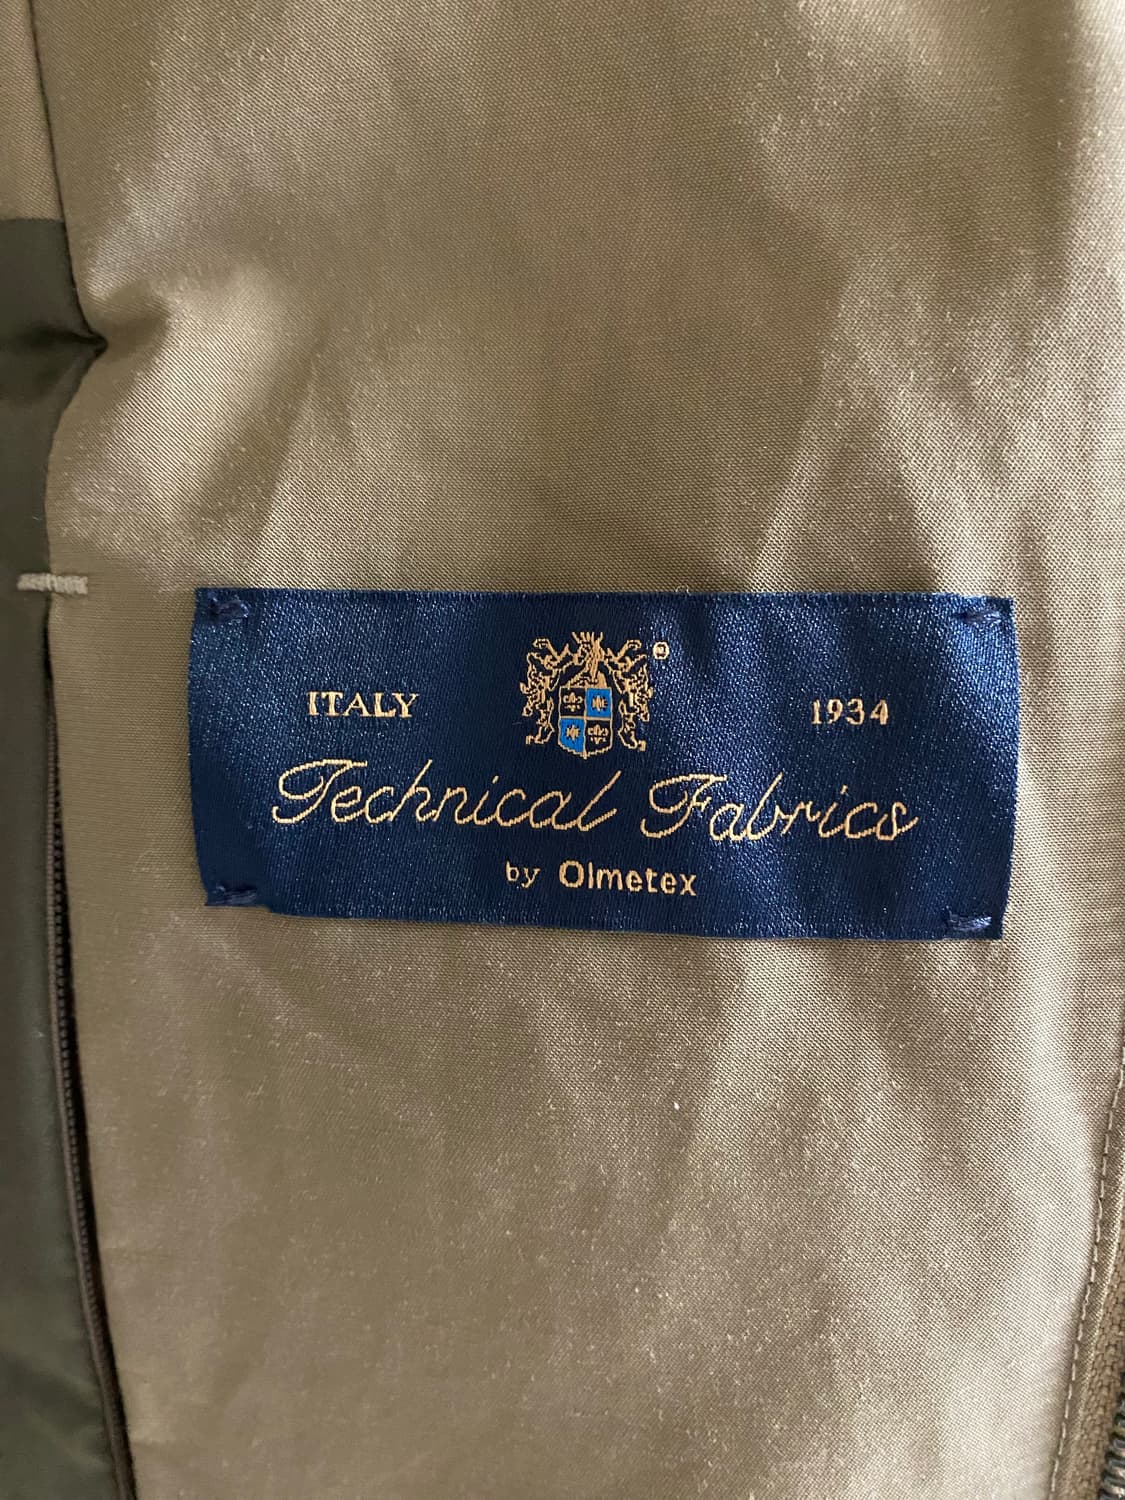 ITALY 1934
Technical Fabrics
by Olmetex